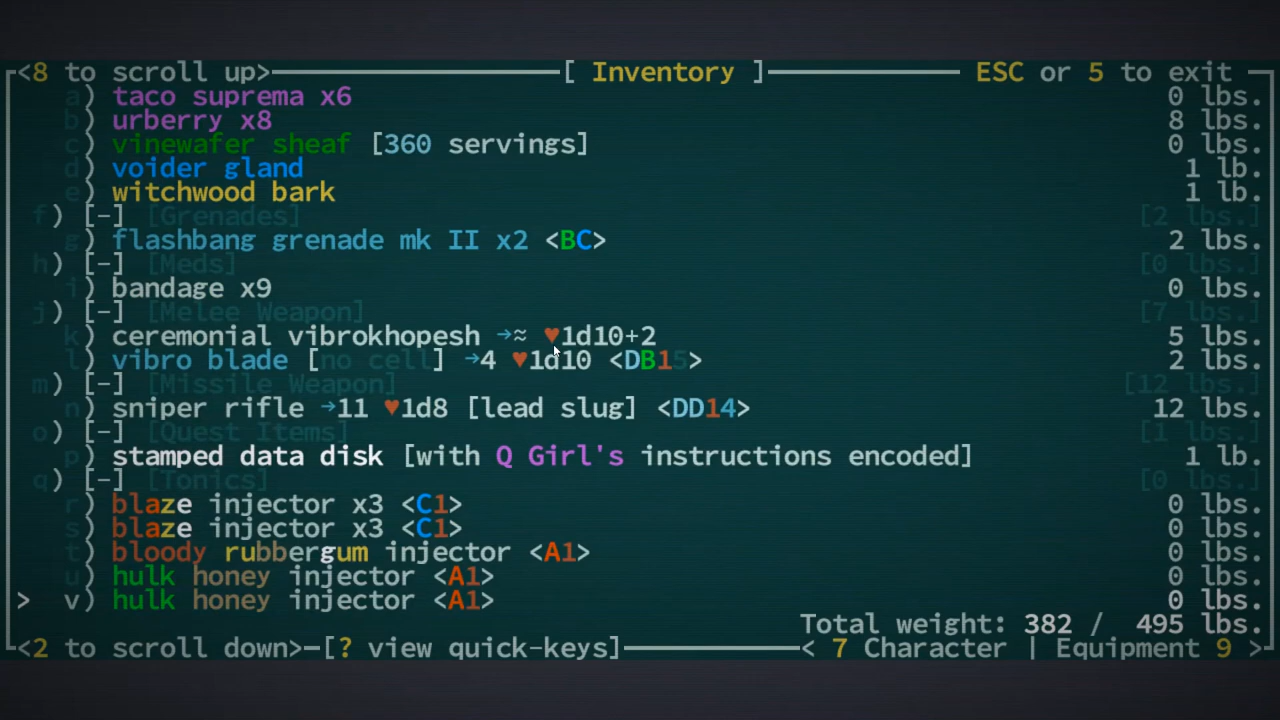 <8 to scroll up> [ Inventory ] ESC or 5 to exit
a) taco suprema x6 0 lbs.
b) urberry x8 8 lbs.
c) vinewafer sheaf [360 servings] 0 lbs.
d) voider gland 1 lb.
e) witchwood bark 1 lb.
f) [-] [Grenades] [2 lbs.]
g) flashbang grenade mk II x2 <BC> 2 lbs.
h) [-] [Meds] [0 lbs.]
i) bandage x9 0 lbs.
j) [-] [Melee Weapon] [7 lbs.]
k) ceremonial vibrokhopesh →≈ ♥1d10+2 5 lbs.
l) vibro blade [no cell] →4 ♥1d10 <DB15> 2 lbs.
m) [-] [Missile Weapon] [12 lbs.]
n) sniper rifle →11 ♥1d8 [lead slug] <DD14> 12 lbs.
o) [-] [Quest Items] [1 lbs.]
p) stamped data disk [with Q Girl's instructions encoded] 1 lb.
q) [-] [Tonics] [0 lbs.]
r) blaze injector x3 <C1> 0 lbs.
s) blaze injector x3 <C1> 0 lbs.
t) bloody rubbergum injector <A1> 0 lbs.
u) hulk honey injector <A1> 0 lbs.
> v) hulk honey injector <A1> 0 lbs.
Total weight: 382 / 495 lbs.
<2 to scroll down> [? view quick-keys] < 7 Character | Equipment 9 >